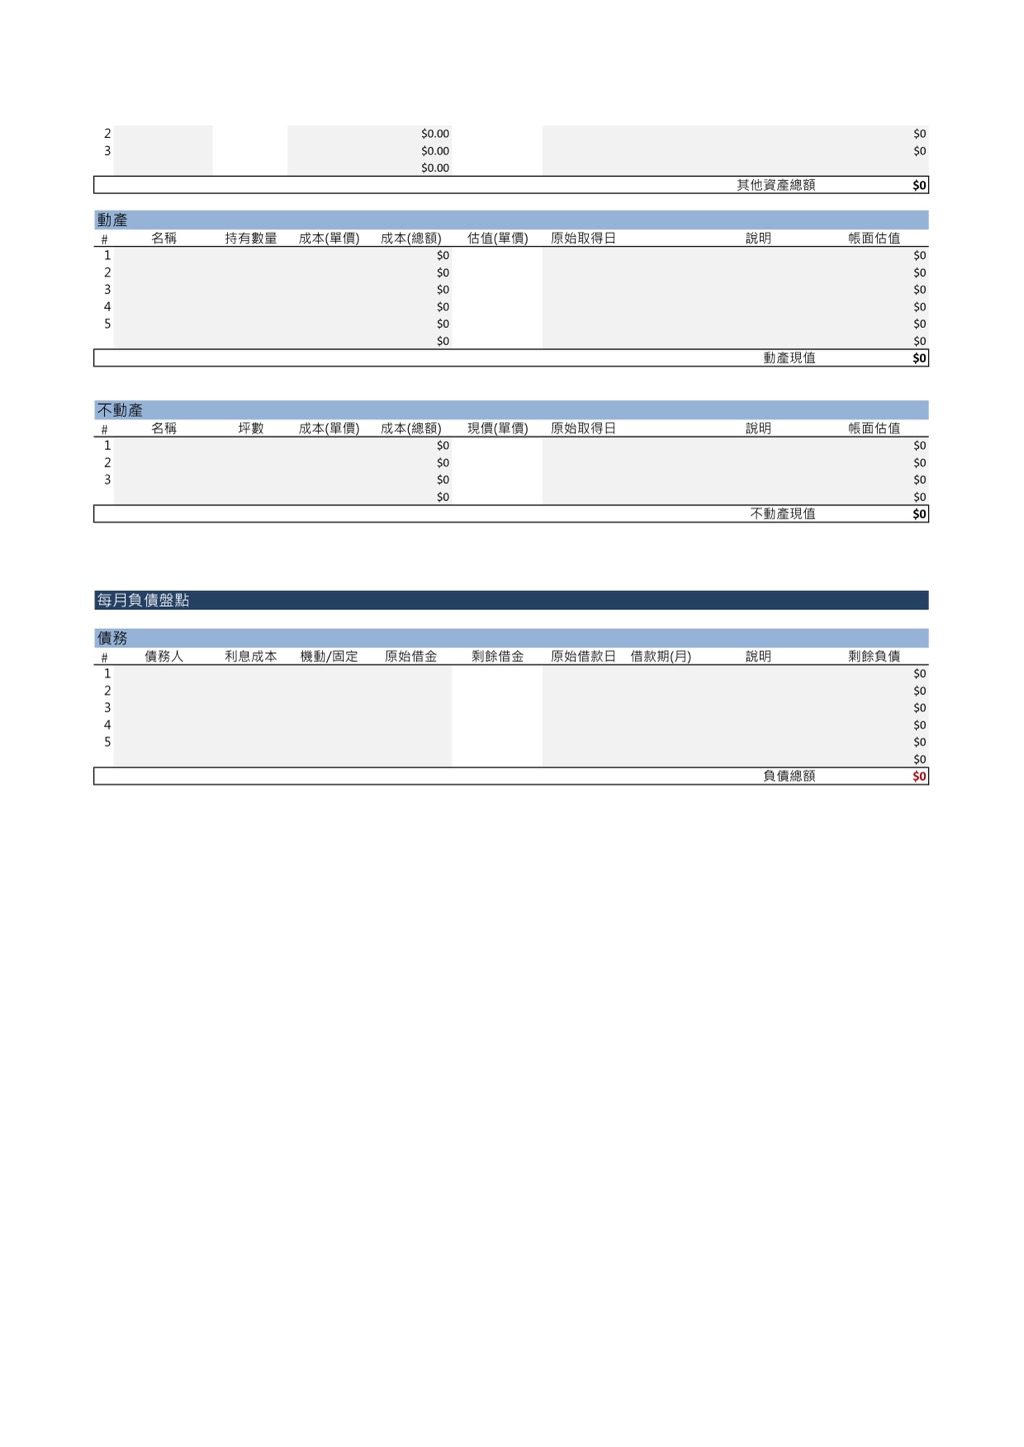 2 $0.00 $0
3 $0.00 $0
$0.00
其他資產總額 $0
動產
# 名稱 持有數量 成本(單價) 成本(總額) 估值(單價) 原始取得日 說明 帳面估值
1 $0 $0
2 $0 $0
3 $0 $0
4 $0 $0
5 $0 $0
$0 $0
動產現值 $0
不動產
# 名稱 坪數 成本(單價) 成本(總額) 現價(單價) 原始取得日 說明 帳面估值
1 $0 $0
2 $0 $0
3 $0 $0
$0 $0
不動產現值 $0
每月負債盤點
債務
# 債務人 利息成本 機動/固定 原始借金 剩餘借金 原始借款日 借款期(月) 說明 剩餘負債
1 $0
2 $0
3 $0
4 $0
5 $0
$0
負債總額 $0